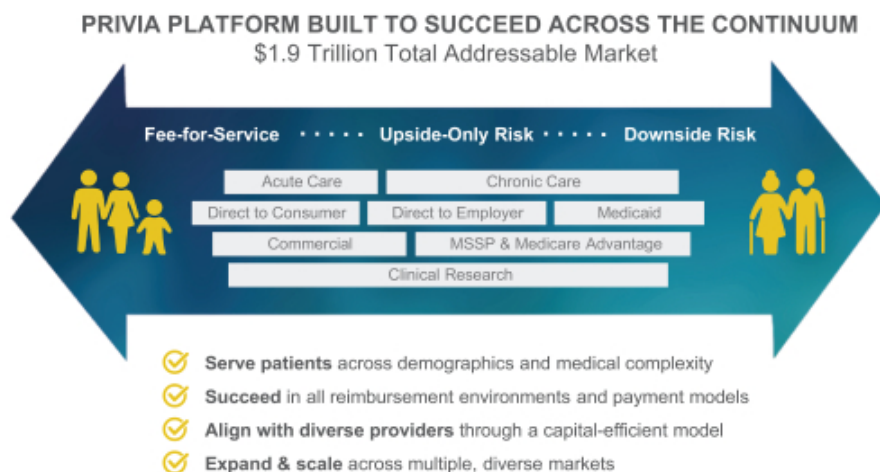 PRIVIA PLATFORM BUILT TO SUCCEED ACROSS THE CONTINUUM
$1.9 Trillion Total Addressable Market
Fee-for-Service ····· Upside-Only Risk ····· Downside Risk
Acute Care Chronic Care
Direct to Consumer Direct to Employer Medicaid
Commercial MSSP & Medicare Advantage
Clinical Research
Serve patients across demographics and medical complexity
Succeed in all reimbursement environments and payment models
Align with diverse providers through a capital-efficient model
Expand & scale across multiple, diverse markets